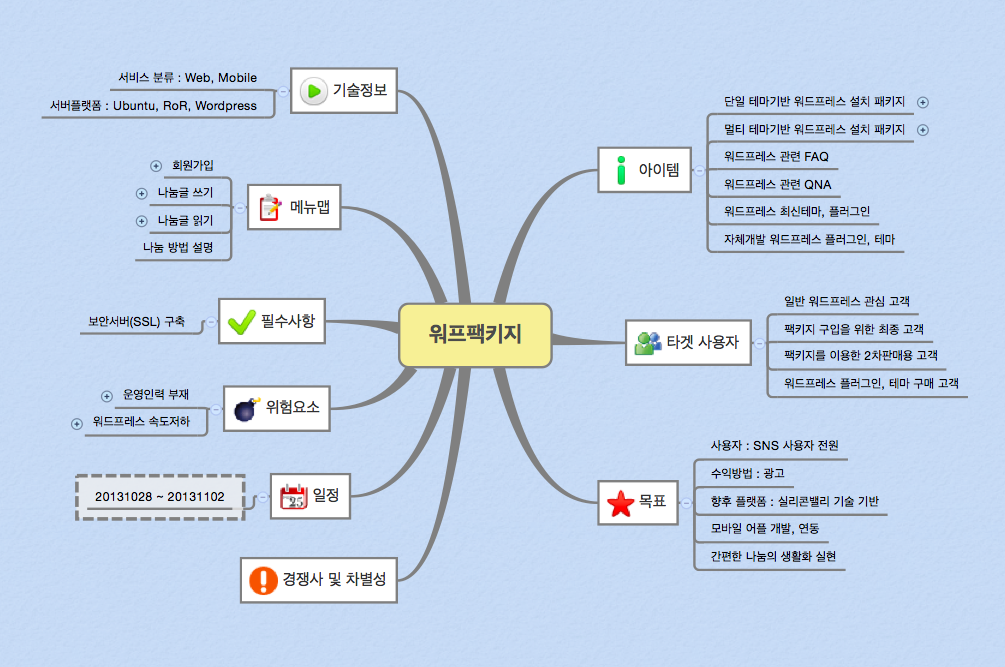 워프팩키지
기술정보
서비스 분류 : Web, Mobile
서버플랫폼 : Ubuntu, RoR, Wordpress
메뉴맵
회원가입
나눔글 쓰기
나눔글 읽기
나눔 방법 설명
필수사항
보안서버(SSL) 구축
위험요소
운영인력 부재
워드프레스 속도저하
일정
20131028 ~ 20131102
경쟁사 및 차별성
아이템
단일 테마기반 워드프레스 설치 패키지
멀티 테마기반 워드프레스 설치 패키지
워드프레스 관련 FAQ
워드프레스 관련 QNA
워드프레스 최신테마, 플러그인
자체개발 워드프레스 플러그인, 테마
타겟 사용자
일반 워드프레스 관심 고객
팩키지 구입을 위한 최종 고객
팩키지를 이용한 2차판매용 고객
워드프레스 플러그인, 테마 구매 고객
목표
사용자 : SNS 사용자 전원
수익방법 : 광고
향후 플랫폼 : 실리콘밸리 기술 기반
모바일 어플 개발, 연동
간편한 나눔의 생활화 실현